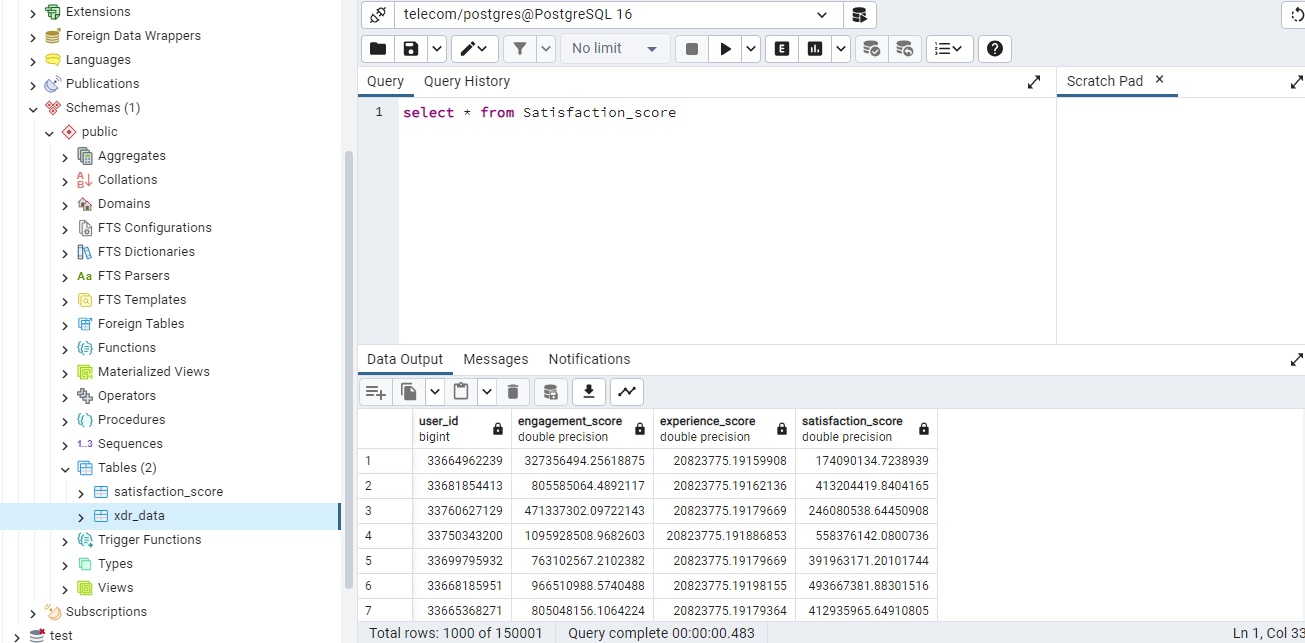 Extensions
Foreign Data Wrappers
Languages
Publications
Schemas (1)
public
Aggregates
Collations
Domains
FTS Configurations
FTS Dictionaries
Aa FTS Parsers
FTS Templates
Foreign Tables
Functions
Materialized Views
Operators
Procedures
1..3 Sequences
Tables (2)
satisfaction_score
xdr_data
Trigger Functions
Types
Views
Subscriptions
test
telecom/postgres@PostgreSQL 16
No limit
E
Query Query History
Scratch Pad
1 select * from Satisfaction_score
Data Output Messages Notifications
user_id engagement_score experience_score satisfaction_score
bigint double precision double precision double precision
1 33664962239 327356494.25618875 20823775.19159908 174090134.7238939
2 33681854413 805585064.4892117 20823775.19162136 413204419.8404165
3 33760627129 471337302.09722143 20823775.19179669 246080538.64450908
4 33750343200 1095928508.9682603 20823775.191886853 558376142.0800736
5 33699795932 763102567.2102382 20823775.19179669 391963171.20101744
6 33668185951 966510988.5740488 20823775.19198155 493667381.88301516
7 33665368271 805048156.1064224 20823775.19179364 412935965.64910805
Total rows: 1000 of 150001 Query complete 00:00:00.483 Ln 1, Col 33